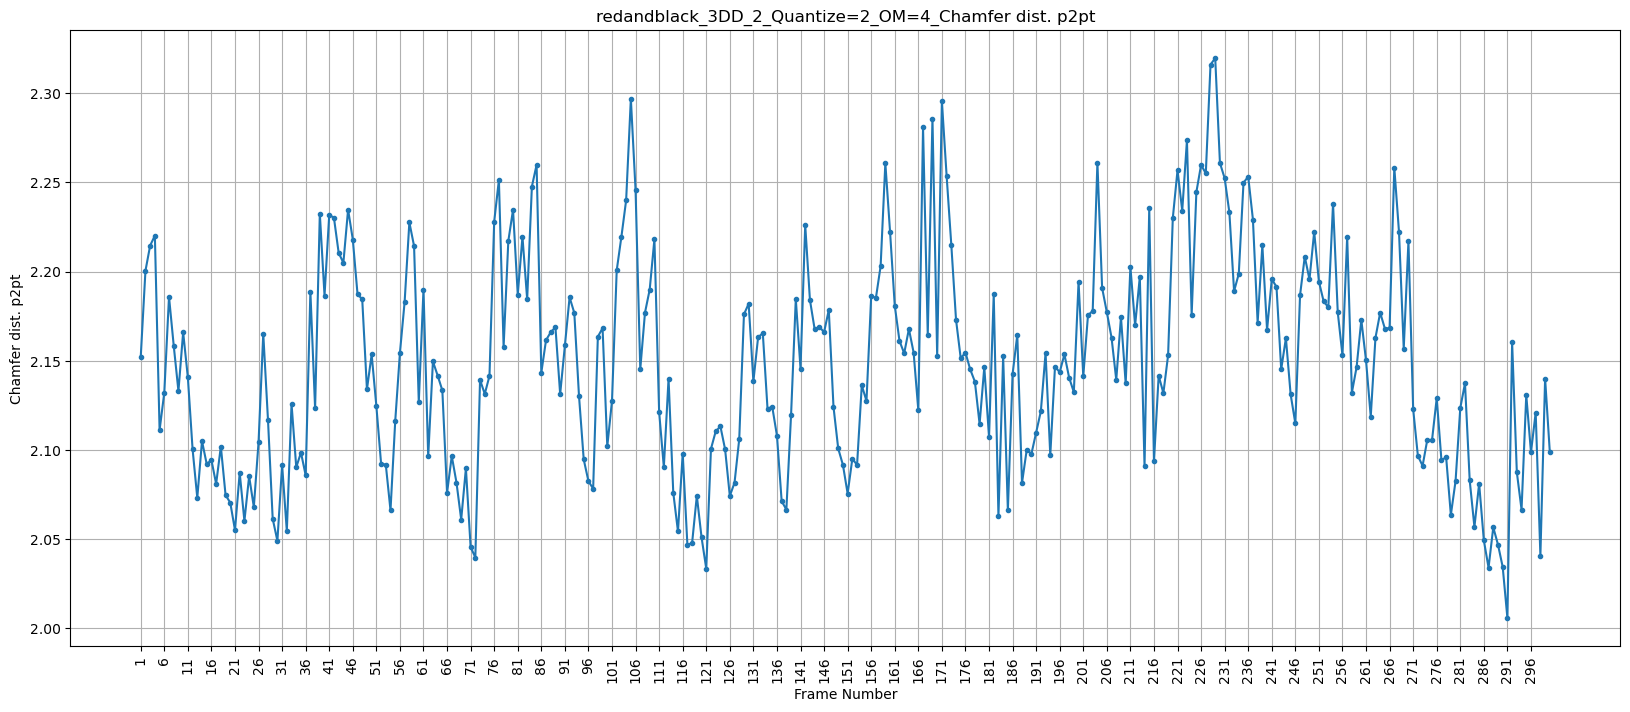 redandblack_3DD_2_Quantize=2_OM=4_Chamfer dist. p2pt
Chamfer dist. p2pt
2.30
2.25
2.20
2.15
2.10
2.05
2.00
1 6 11 16 21 26 31 36 41 46 51 56 61 66 71 76 81 86 91 96 101 106 111 116 121 126 131 136 141 146 151 156 161 166 171 176 181 186 191 196 201 206 211 216 221 226 231 236 241 246 251 256 261 266 271 276 281 286 291 296
Frame Number